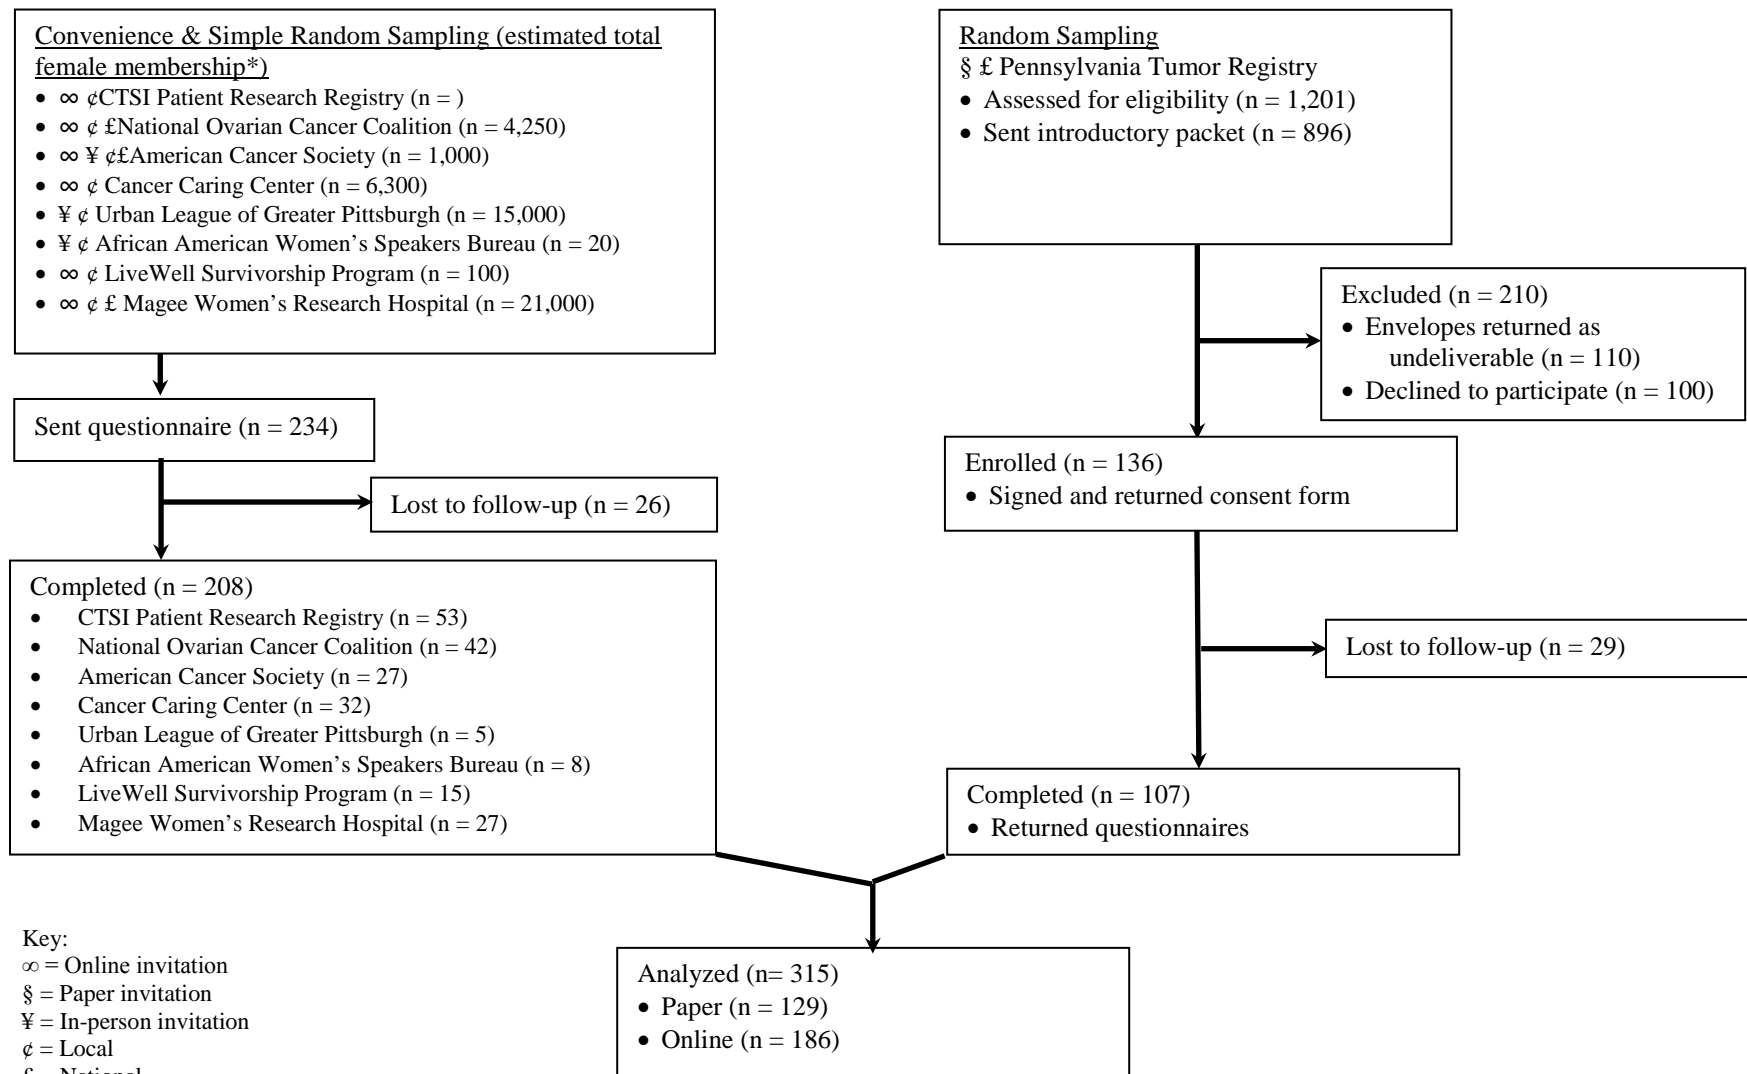 Convenience & Simple Random Sampling (estimated total
female membership*)
• ∞ ¢CTSI Patient Research Registry (n = )
• ∞ ¢ £National Ovarian Cancer Coalition (n = 4,250)
• ∞ ¥ ¢£American Cancer Society (n = 1,000)
• ∞ ¢ Cancer Caring Center (n = 6,300)
• ¥ ¢ Urban League of Greater Pittsburgh (n = 15,000)
• ¥ ¢ African American Women’s Speakers Bureau (n = 20)
• ∞ ¢ LiveWell Survivorship Program (n = 100)
• ∞ ¢ £ Magee Women’s Research Hospital (n = 21,000)
Sent questionnaire (n = 234)
Lost to follow-up (n = 26)
Completed (n = 208)
• CTSI Patient Research Registry (n = 53)
• National Ovarian Cancer Coalition (n = 42)
• American Cancer Society (n = 27)
• Cancer Caring Center (n = 32)
• Urban League of Greater Pittsburgh (n = 5)
• African American Women’s Speakers Bureau (n = 8)
• LiveWell Survivorship Program (n = 15)
• Magee Women’s Research Hospital (n = 27)
Random Sampling
§ £ Pennsylvania Tumor Registry
• Assessed for eligibility (n = 1,201)
• Sent introductory packet (n = 896)
Excluded (n = 210)
• Envelopes returned as
undeliverable (n = 110)
• Declined to participate (n = 100)
Enrolled (n = 136)
• Signed and returned consent form
Lost to follow-up (n = 29)
Completed (n = 107)
• Returned questionnaires
Analyzed (n= 315)
• Paper (n = 129)
• Online (n = 186)
Key:
∞ = Online invitation
§ = Paper invitation
¥ = In-person invitation
¢ = Local
£ = National